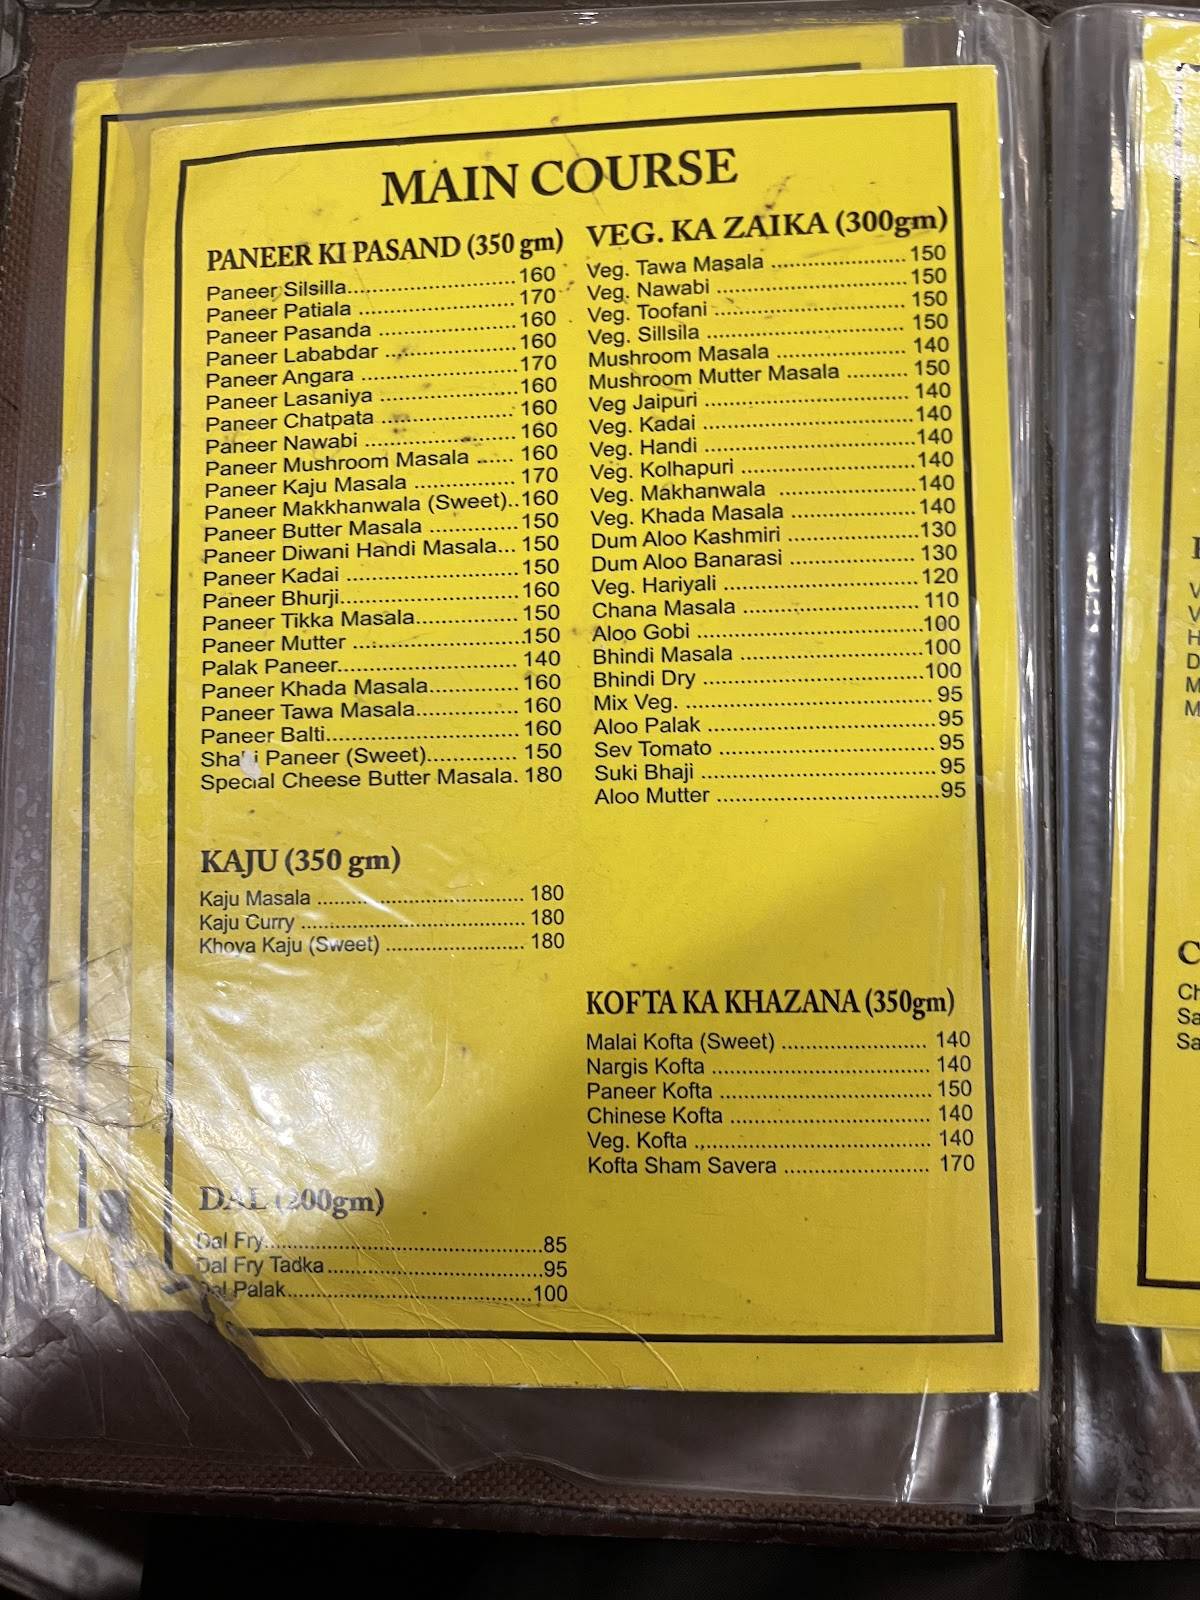 MAIN COURSE
PANEER KI PASAND (350 gm)
Paneer Silsilla 160
Paneer Patiala 170
Paneer Pasanda 160
Paneer Lababdar 160
Paneer Angara 170
Paneer Lasaniya 160
Paneer Chatpata 160
Paneer Nawabi 160
Paneer Mushroom Masala 160
Paneer Kaju Masala 170
Paneer Makkhanwala (Sweet) 160
Paneer Butter Masala 150
Paneer Diwani Handi Masala 150
Paneer Kadai 150
Paneer Bhurji 160
Paneer Tikka Masala 150
Paneer Mutter 150
Palak Paneer 140
Paneer Khada Masala 160
Paneer Tawa Masala 160
Paneer Balti 160
Shahi Paneer (Sweet) 150
Special Cheese Butter Masala 180
KAJU (350 gm)
Kaju Masala 180
Kaju Curry 180
Khoya Kaju (Sweet) 180
DAL (200gm)
Dal Fry 85
Dal Fry Tadka 95
Dal Palak 100
VEG. KA ZAIKA (300gm)
Veg. Tawa Masala 150
Veg. Nawabi 150
Veg. Toofani 150
Veg. Sillsila 150
Mushroom Masala 140
Mushroom Mutter Masala 150
Veg Jaipuri 140
Veg. Kadai 140
Veg. Handi 140
Veg. Kolhapuri 140
Veg. Makhanwala 140
Veg. Khada Masala 140
Dum Aloo Kashmiri 130
Dum Aloo Banarasi 130
Veg. Hariyali 120
Chana Masala 110
Aloo Gobi 100
Bhindi Masala 100
Bhindi Dry 100
Mix Veg. 95
Aloo Palak 95
Sev Tomato 95
Suki Bhaji 95
Aloo Mutter 95
KOFTA KA KHAZANA (350gm)
Malai Kofta (Sweet) 140
Nargis Kofta 140
Paneer Kofta 150
Chinese Kofta 140
Veg. Kofta 140
Kofta Sham Savera 170